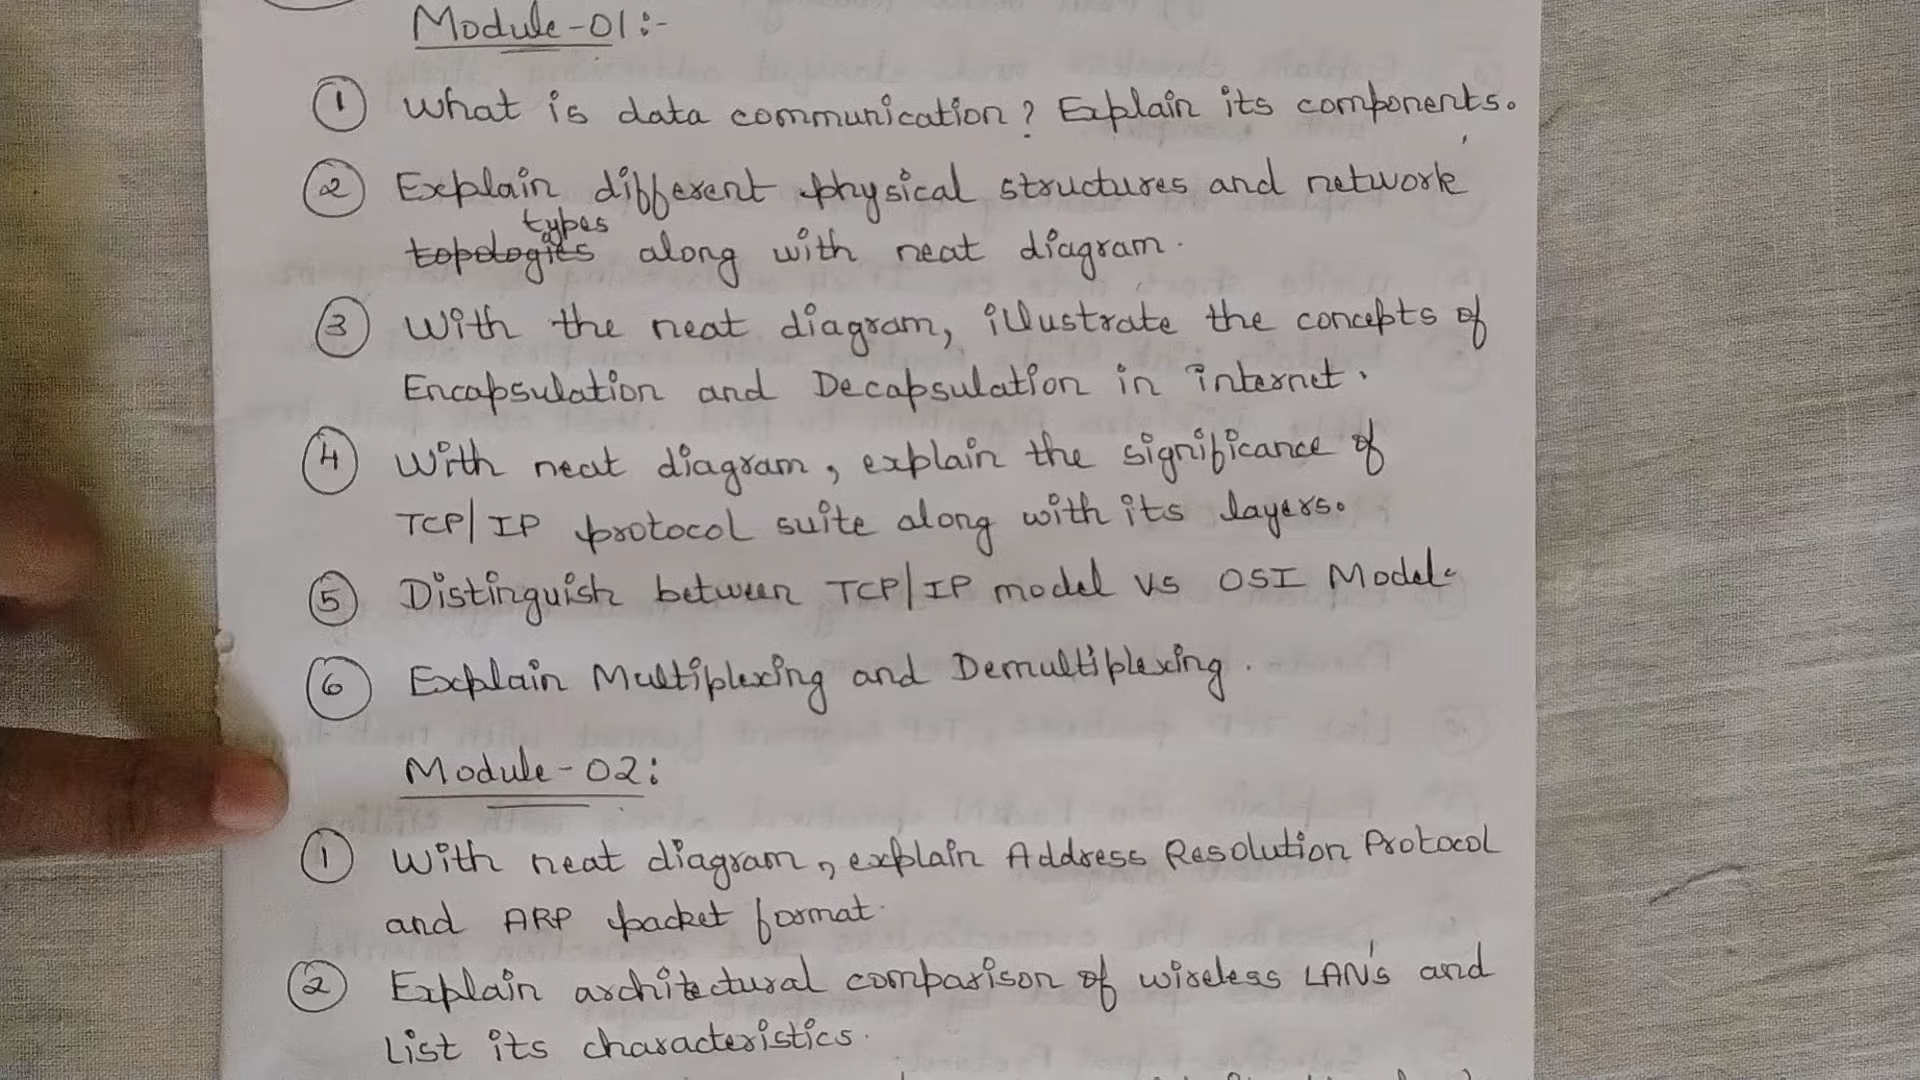 Module-01:-
① What is data communication? Explain its components.
② Explain different physical structures and network
types
topologies along with neat diagram.
③ With the neat diagram, illustrate the concepts of
Encapsulation and Decapsulation in internet.
④ With neat diagram, explain the significance of
TCP/IP protocol suite along with its layers.
⑤ Distinguish between TCP/IP model Vs OSI Model.
⑥ Explain Multiplexing and Demultiplexing.
Module-02:
① With neat diagram, explain Address Resolution Protocol
and ARP packet format.
② Explain architectural comparison of wireless LAN's and
List its characteristics.